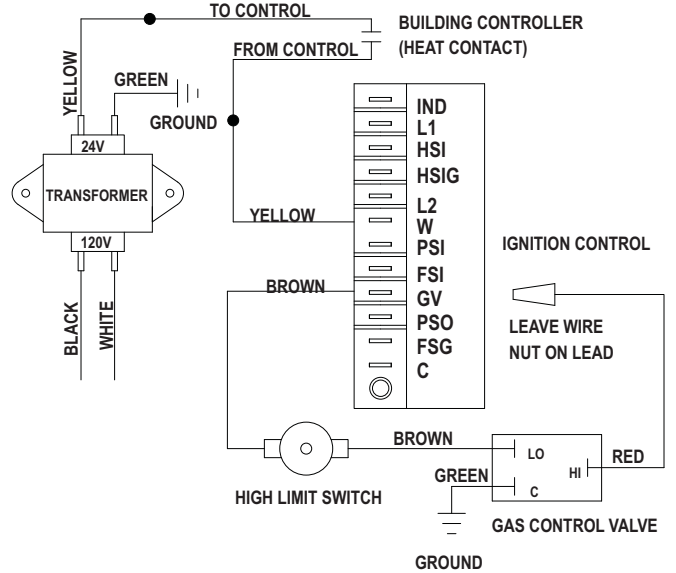 TO CONTROL
BUILDING CONTROLLER
(HEAT CONTACT)
FROM CONTROL
YELLOW
GREEN
GROUND
24V
TRANSFORMER
120V
BLACK
WHITE
YELLOW
BROWN
IND
L1
HSI
HSIG
L2
W
PSI
FSI
GV
PSO
FSG
C
IGNITION CONTROL
LEAVE WIRE
NUT ON LEAD
BROWN
HIGH LIMIT SWITCH
GREEN
LO
HI
C
RED
GAS CONTROL VALVE
GROUND